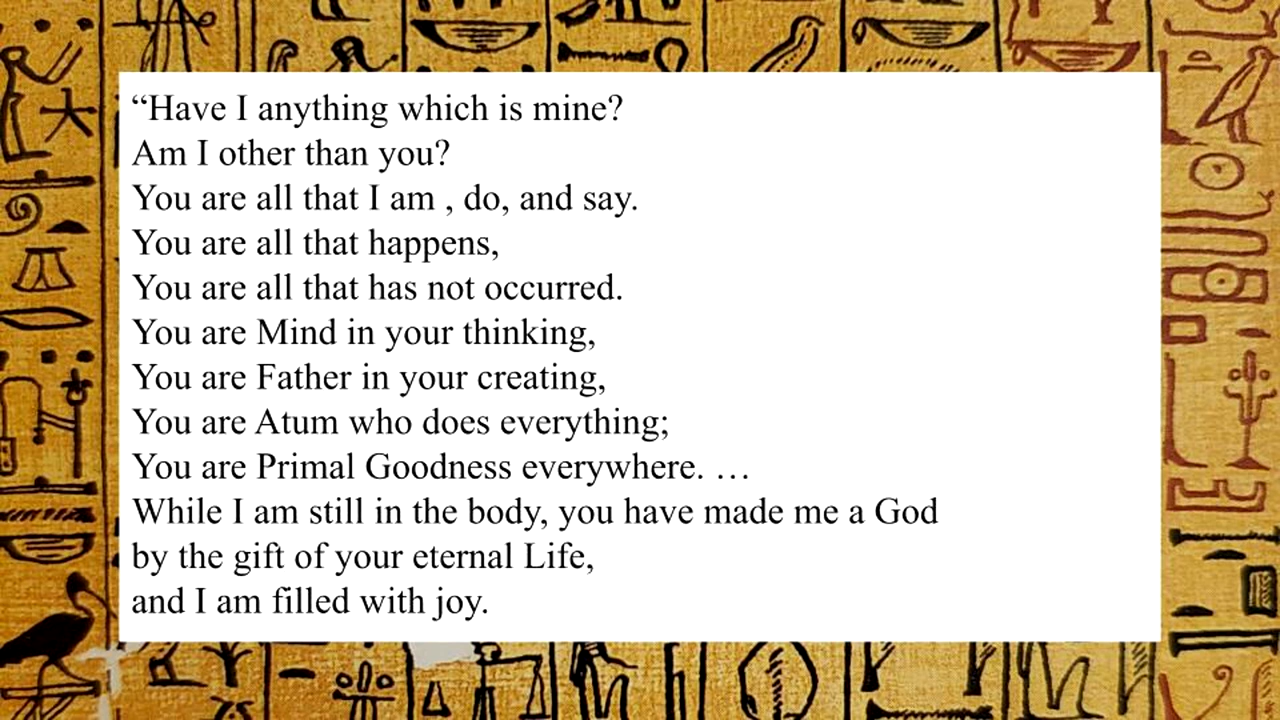 “Have I anything which is mine?
Am I other than you?
You are all that I am , do, and say.
You are all that happens,
You are all that has not occurred.
You are Mind in your thinking,
You are Father in your creating,
You are Atum who does everything;
You are Primal Goodness everywhere. …
While I am still in the body, you have made me a God
by the gift of your eternal Life,
and I am filled with joy.